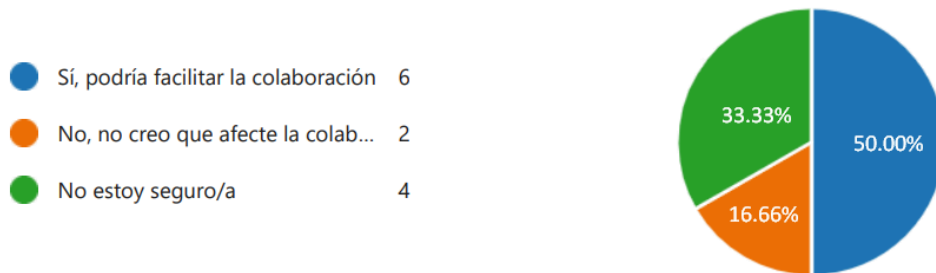 Sí, podría facilitar la colaboración 6
No, no creo que afecte la colab... 2
No estoy seguro/a 4
33.33%
50.00%
16.66%